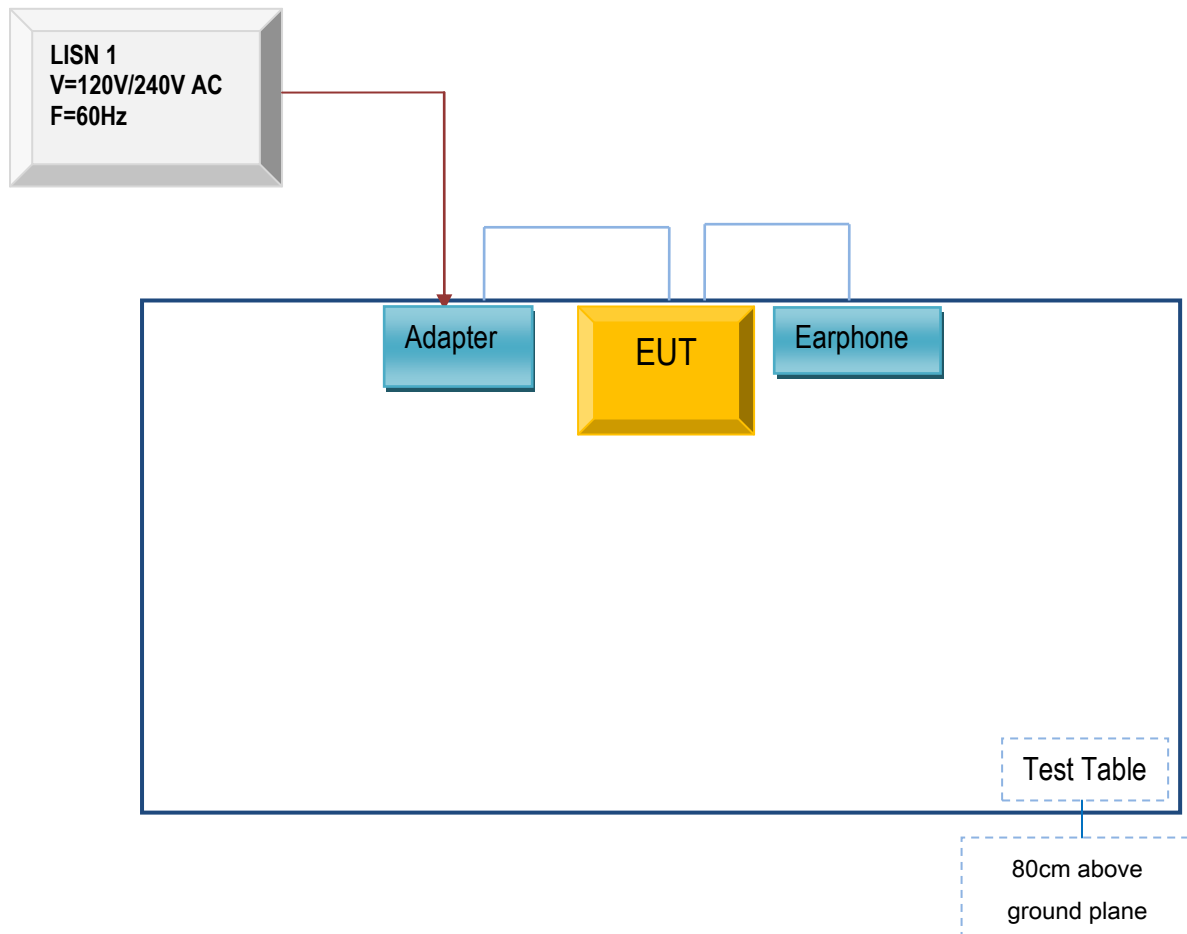 LISN 1
V=120V/240V AC
F=60Hz
Adapter
EUT
Earphone
Test Table
80cm above
ground plane